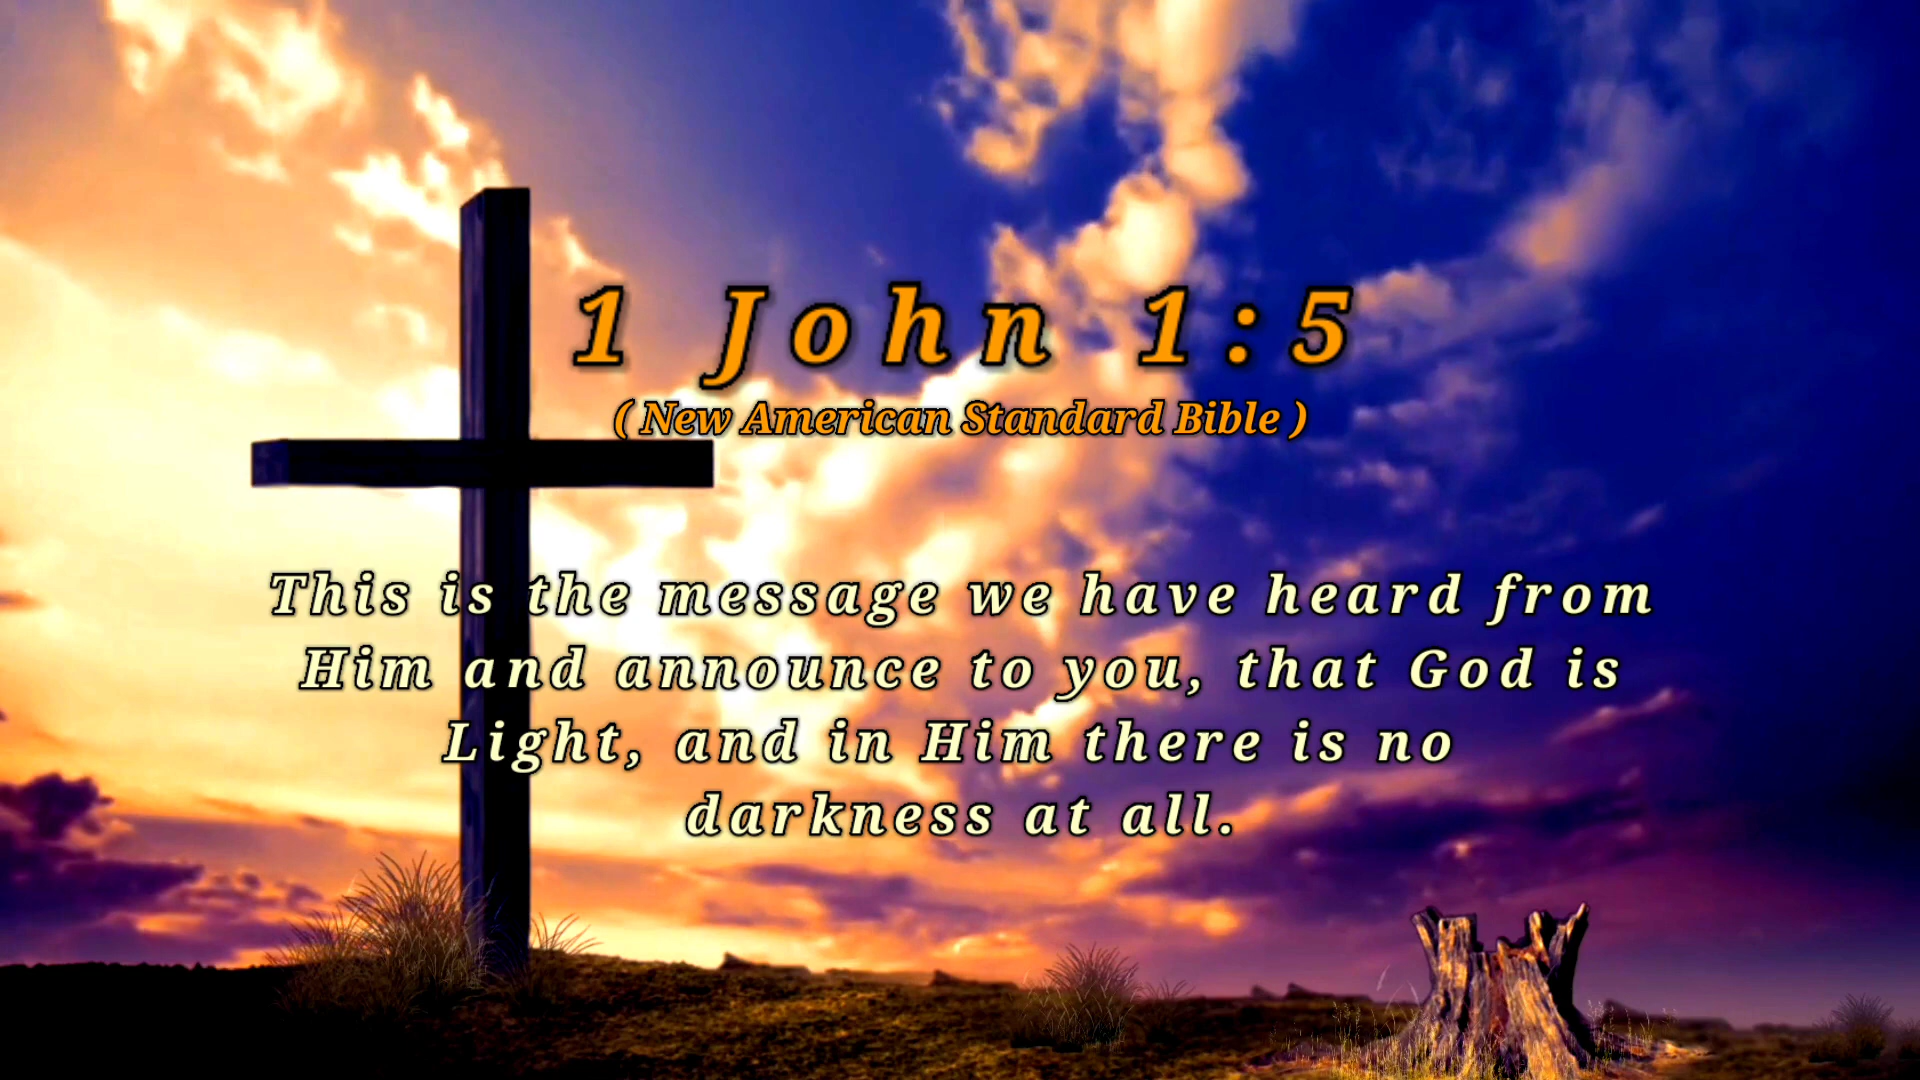 1 John 1:5
( New American Standard Bible )
This is the message we have heard from
Him and announce to you, that God is
Light, and in Him there is no
darkness at all.